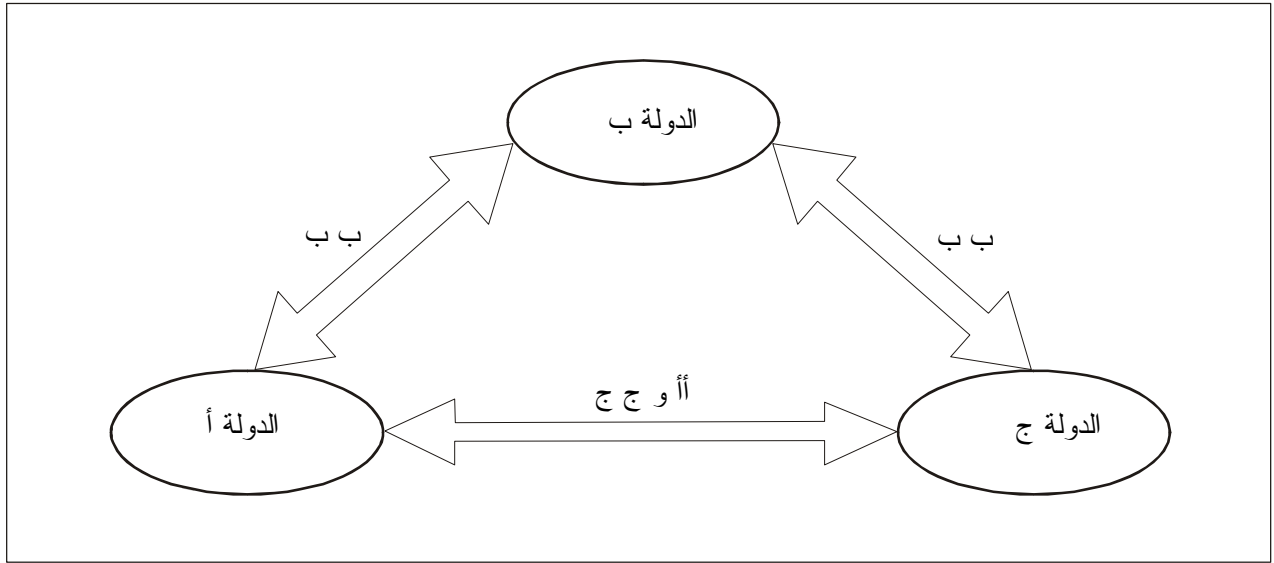 الدولة ب
ب ب
ب ب
أأ و ج ج
الدولة أ
الدولة ج